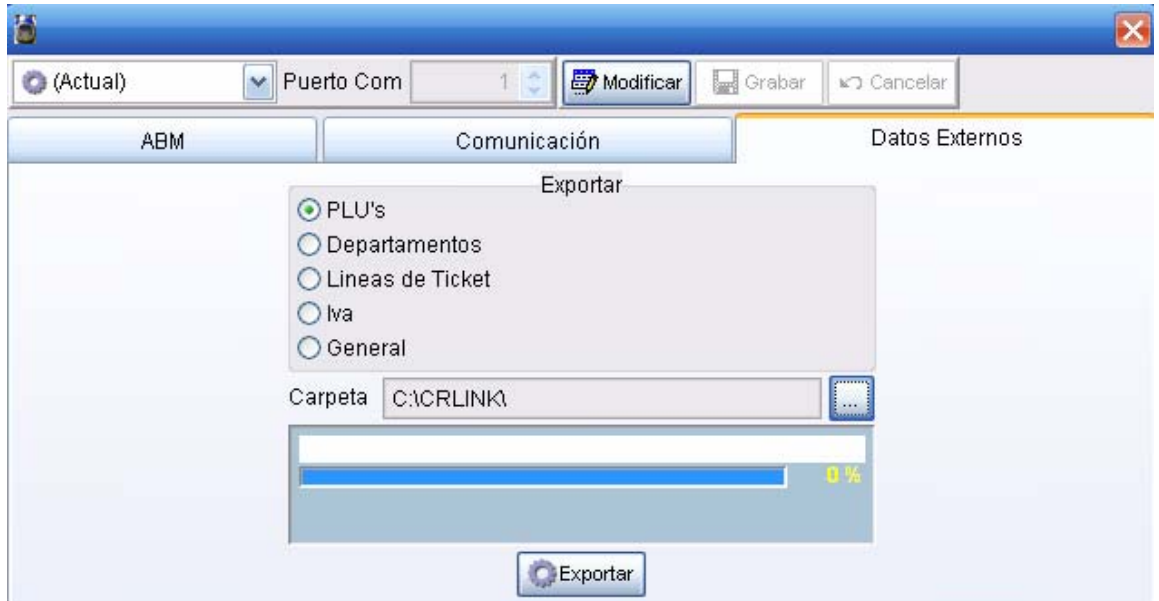 (Actual) Puerto Com 1 Modificar Grabar Cancelar
ABM Comunicación Datos Externos
Exportar
PLU's
Departamentos
Lineas de Ticket
Iva
General
Carpeta C:\CRLINK\ ...
0 %
Exportar